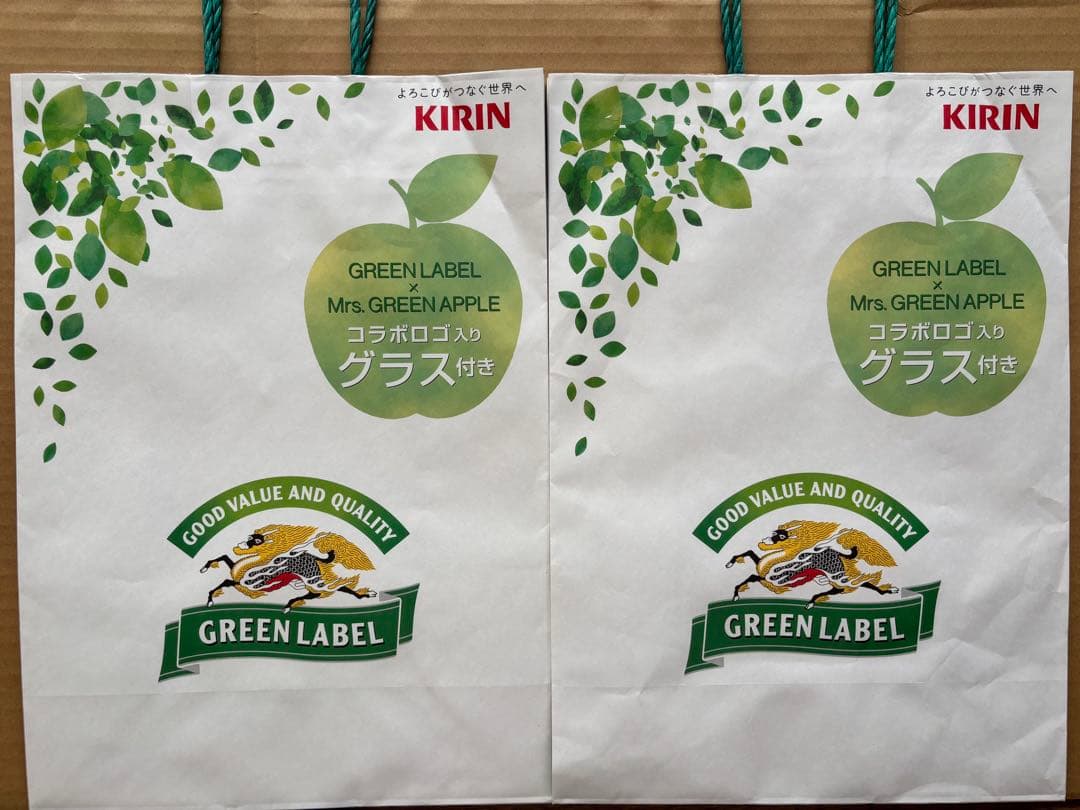 よろこびがつなぐ世界へ
KIRIN
GREEN LABEL
×
Mrs. GREEN APPLE
コラボロゴ入り
グラス付き
GOOD VALUE AND QUALITY
GREEN LABEL
よろこびがつなぐ世界へ
KIRIN
GREEN LABEL
×
Mrs. GREEN APPLE
コラボロゴ入り
グラス付き
GOOD VALUE AND QUALITY
GREEN LABEL